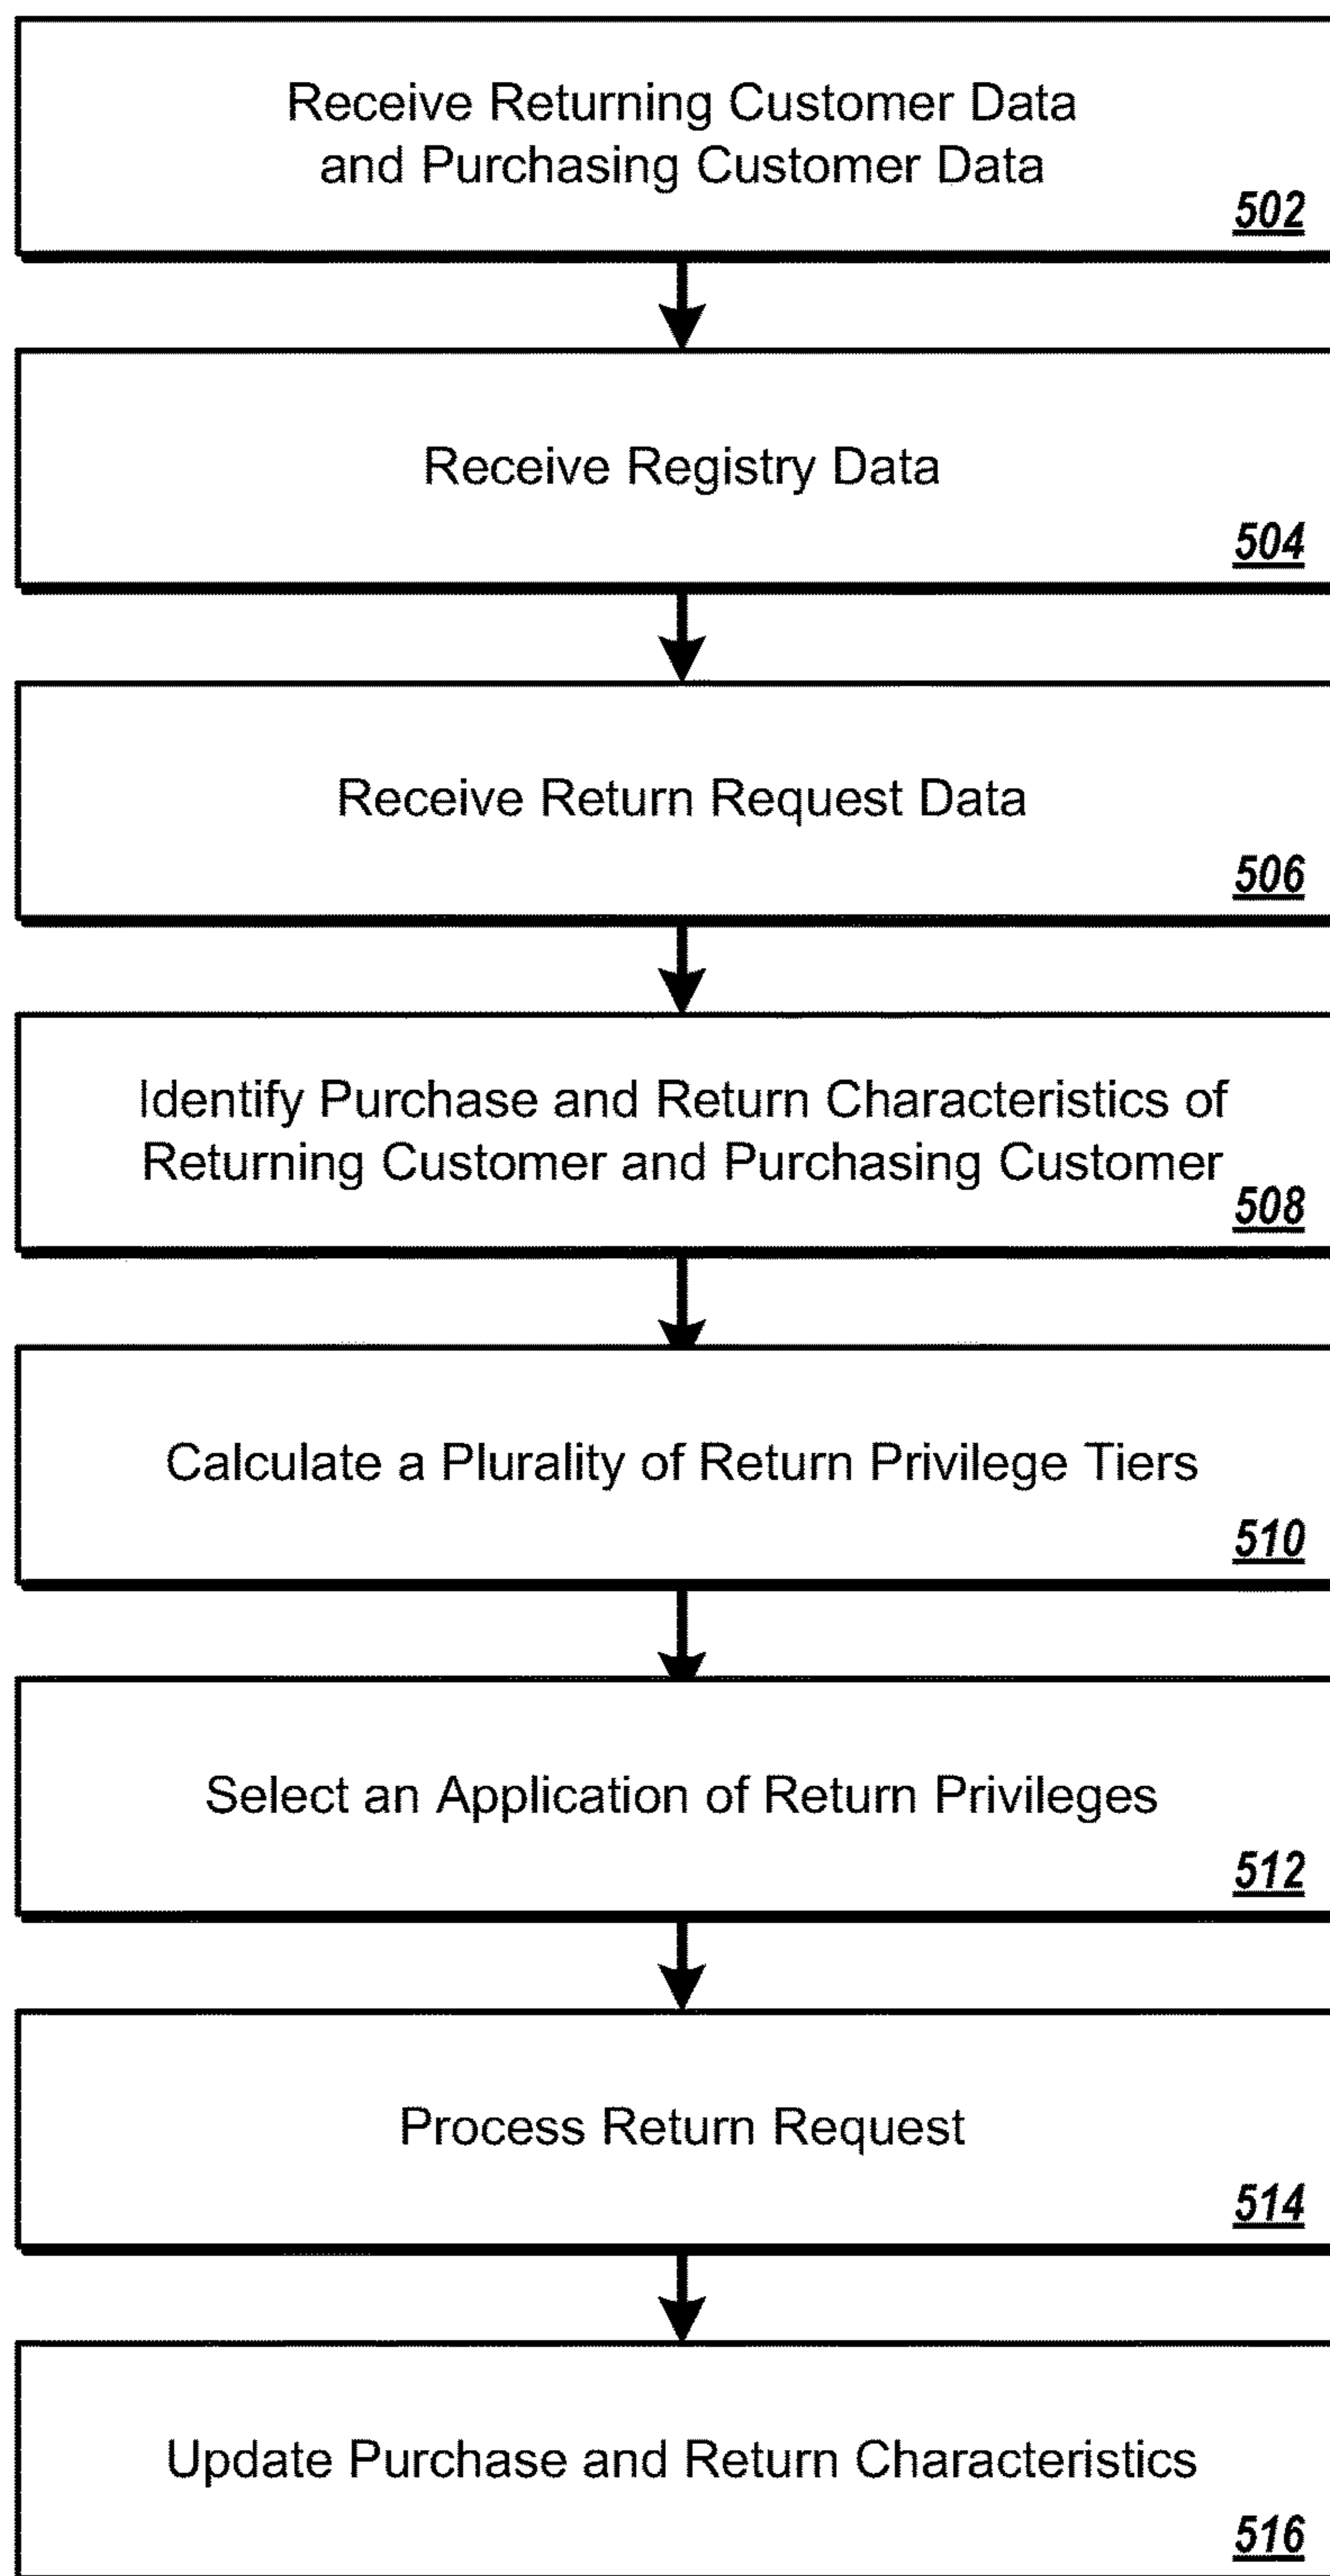 Receive Returning Customer Data
and Purchasing Customer Data
502
Receive Registry Data
504
Receive Return Request Data
506
Identify Purchase and Return Characteristics of
Returning Customer and Purchasing Customer
508
Calculate a Plurality of Return Privilege Tiers
510
Select an Application of Return Privileges
512
Process Return Request
514
Update Purchase and Return Characteristics
516